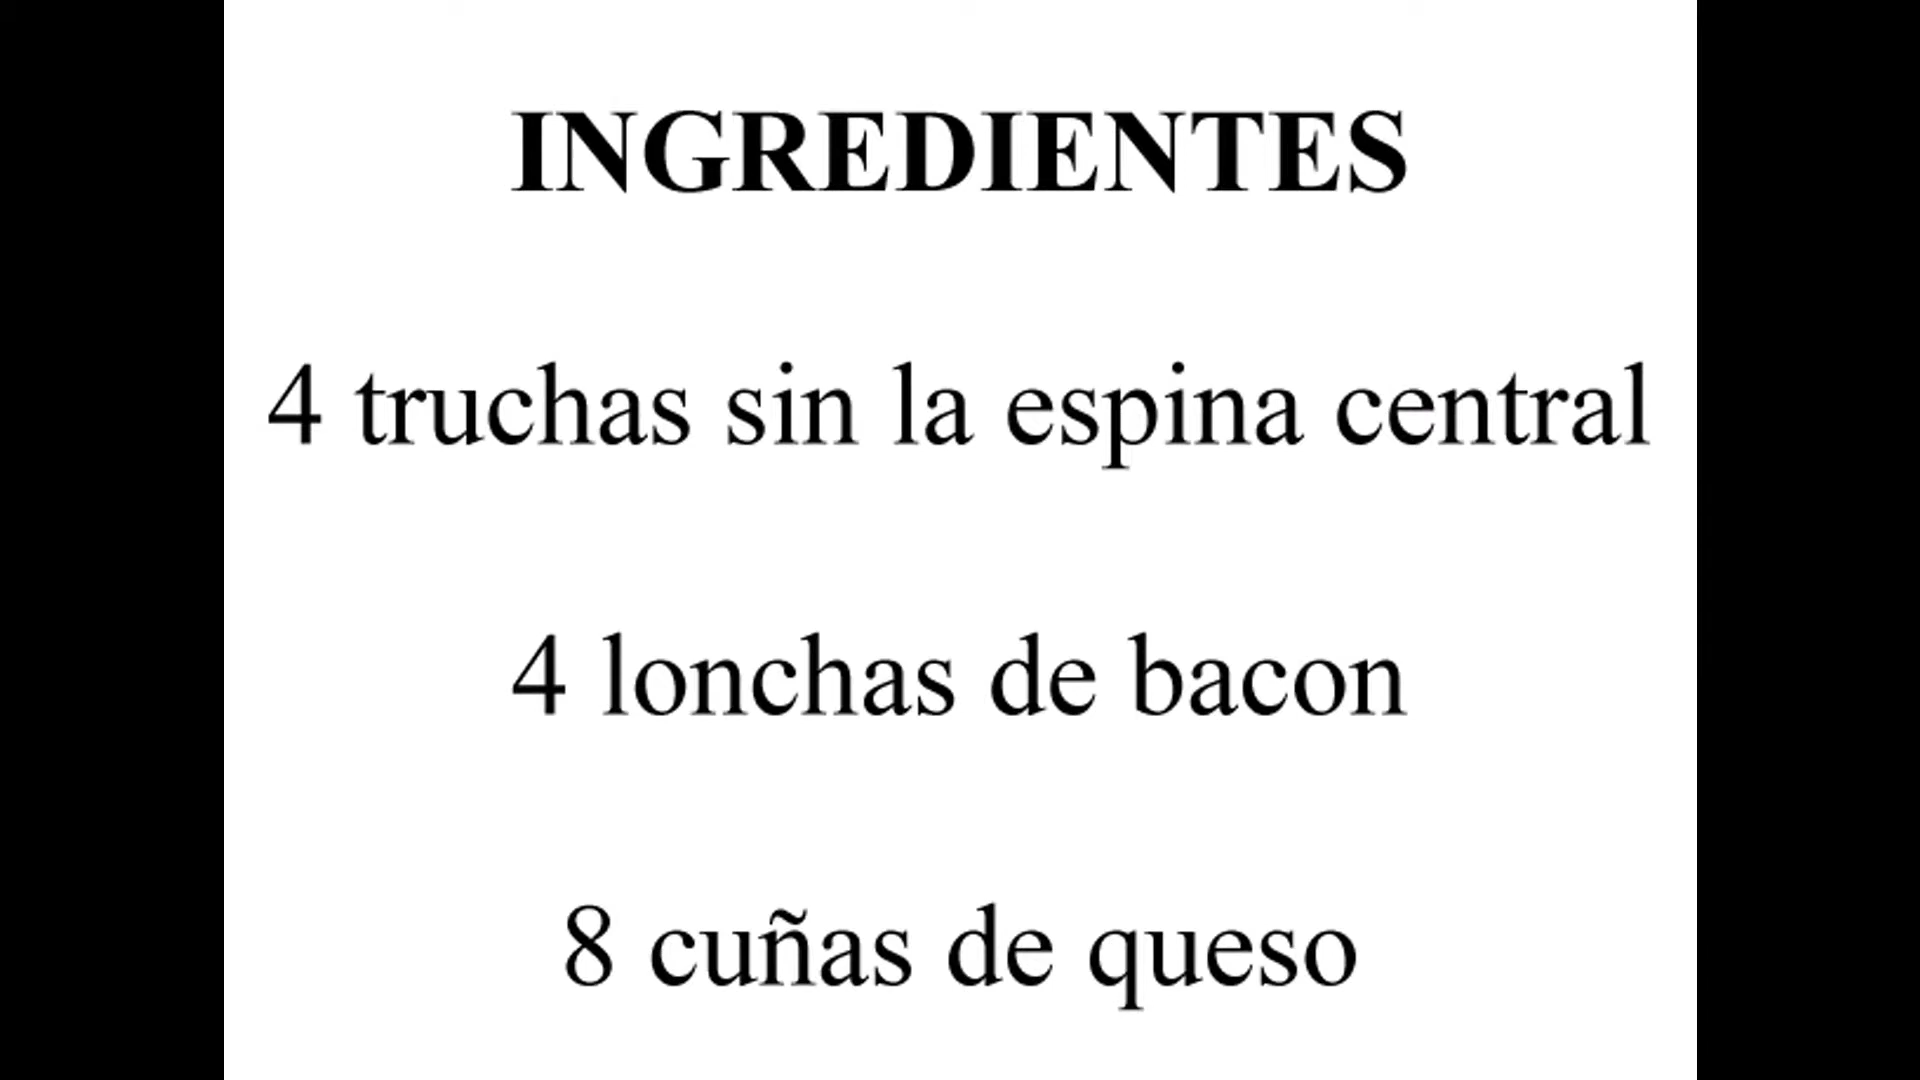 INGREDIENTES
4 truchas sin la espina central
4 lonchas de bacon
8 cuñas de queso